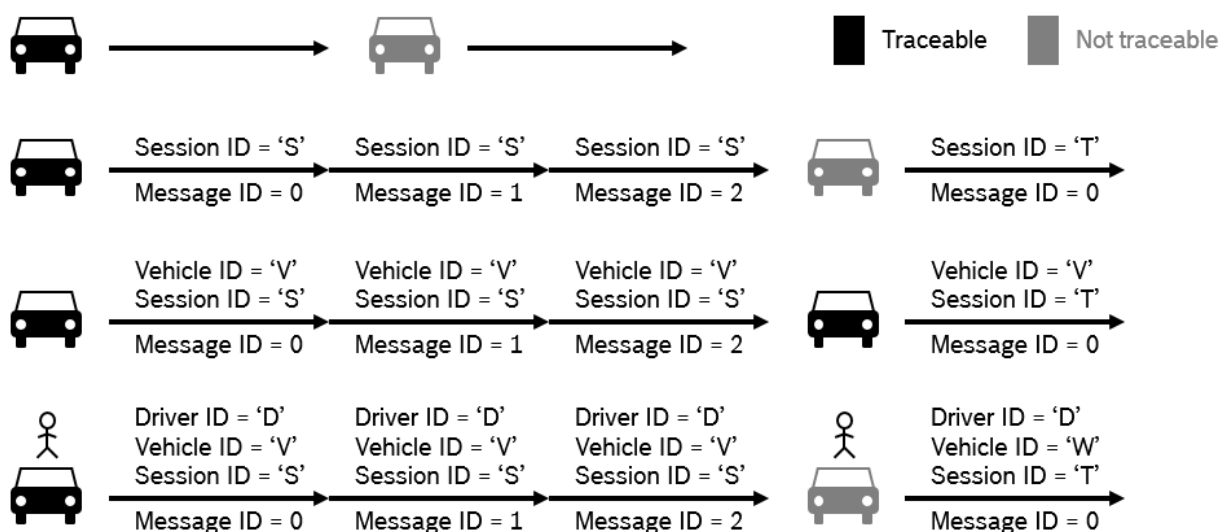 Traceable
Not traceable
Session ID = ‘S’
Session ID = ‘S’
Session ID = ‘S’
Session ID = ‘T’
Message ID = 0
Message ID = 1
Message ID = 2
Message ID = 0
Vehicle ID = ‘V’
Vehicle ID = ‘V’
Vehicle ID = ‘V’
Vehicle ID = ‘V’
Session ID = ‘S’
Session ID = ‘S’
Session ID = ‘S’
Session ID = ‘T’
Message ID = 0
Message ID = 1
Message ID = 2
Message ID = 0
Driver ID = ‘D’
Driver ID = ‘D’
Driver ID = ‘D’
Driver ID = ‘D’
Vehicle ID = ‘V’
Vehicle ID = ‘V’
Vehicle ID = ‘V’
Vehicle ID = ‘W’
Session ID = ‘S’
Session ID = ‘S’
Session ID = ‘S’
Session ID = ‘T’
Message ID = 0
Message ID = 1
Message ID = 2
Message ID = 0